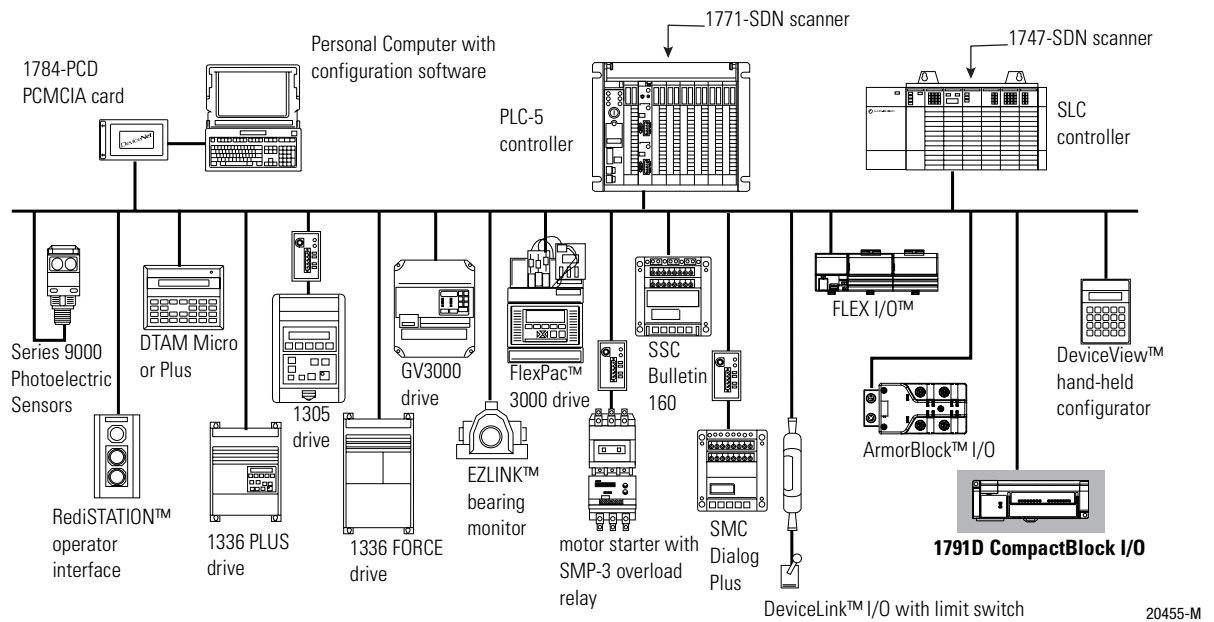 1771-SDN scanner
1747-SDN scanner
Personal Computer with
configuration software
1784-PCD
PCMCIA card
DeviceNet
PLC-5
controller
SLC
controller
Series 9000
Photoelectric
Sensors
DTAM Micro
or Plus
1305
drive
GV3000
drive
FlexPac™
3000 drive
SSC
Bulletin
160
FLEX I/O™
DeviceView™
hand-held
configurator
ArmorBlock™ I/O
RediSTATION™
operator
interface
1336 PLUS
drive
1336 FORCE
drive
EZLINK™
bearing
monitor
motor starter with
SMP-3 overload
relay
SMC
Dialog
Plus
1791D CompactBlock I/O
DeviceLink™ I/O with limit switch
20455-M